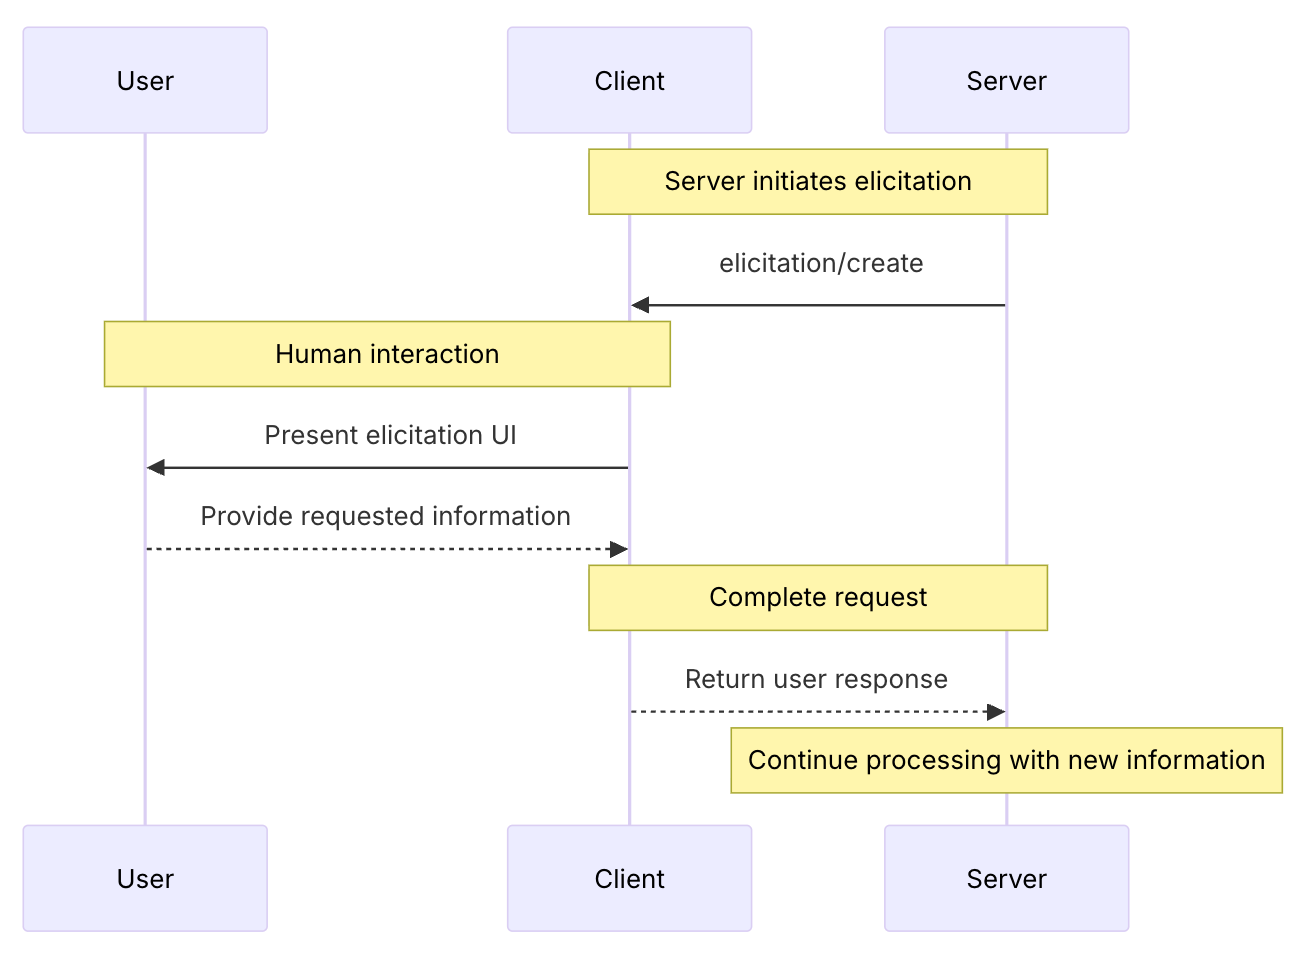 User
Client
Server
Server initiates elicitation
elicitation/create
Human interaction
Present elicitation UI
Provide requested information
Complete request
Return user response
Continue processing with new information
User
Client
Server